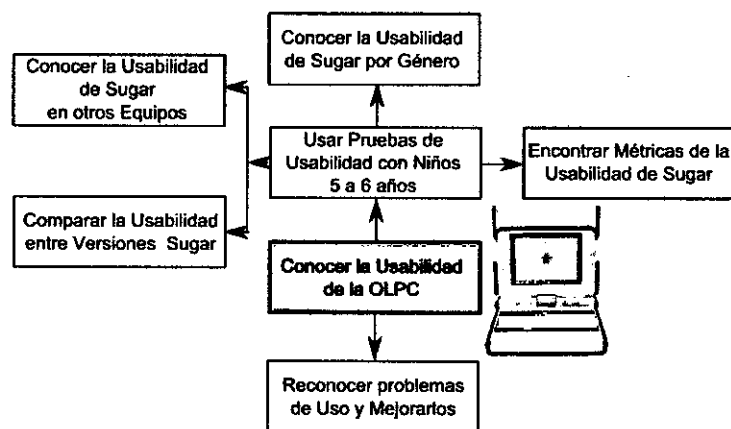 Conocer la Usabilidad
de Sugar por Género
Conocer la Usabilidad
de Sugar
en otros Equipos
Usar Pruebas de
Usabilidad con Niños
5 a 6 años
Encontrar Métricas de la
Usabilidad de Sugar
Comparar la Usabilidad
entre Versiones Sugar
Conocer la Usabilidad
de la OLPC
Reconocer problemas
de Uso y Mejorarlos